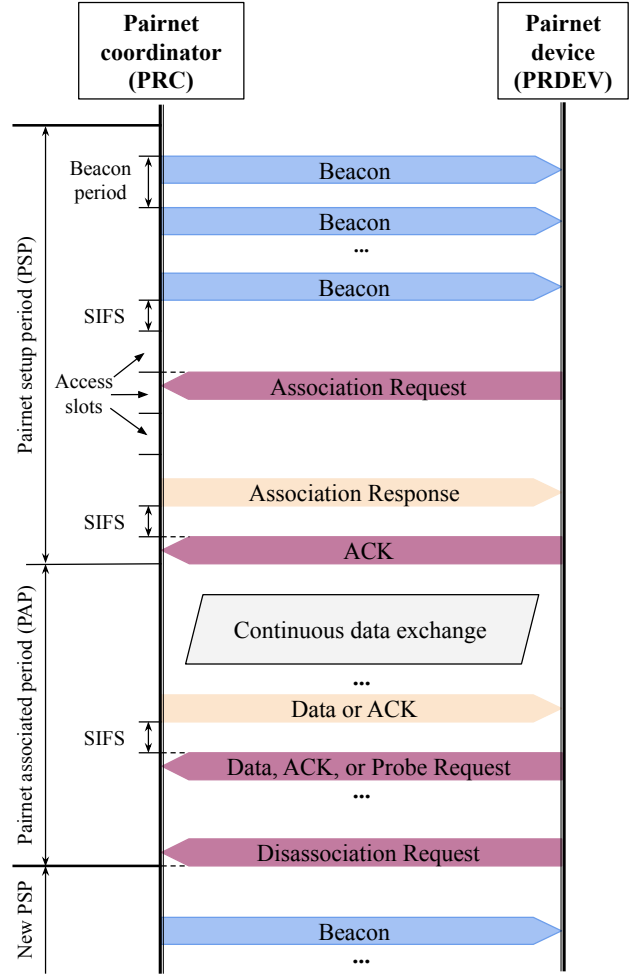 Pairnet
coordinator
(PRC)
Pairnet
device
(PRDEV)
Pairnet setup period (PSP)
Beacon
period
Beacon
Beacon
...
Beacon
SIFS
Access
slots
Association Request
Association Response
SIFS
ACK
Pairnet associated period (PAP)
Continuous data exchange
...
Data or ACK
SIFS
Data, ACK, or Probe Request
...
Disassociation Request
New PSP
Beacon
...